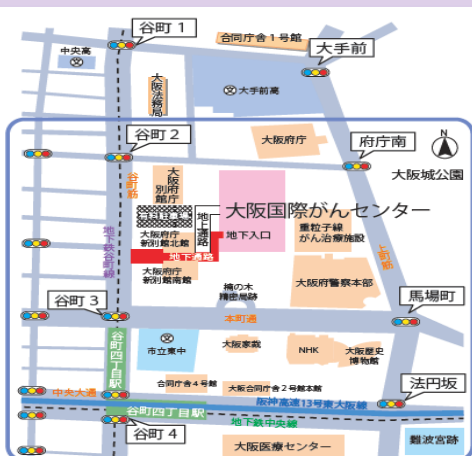 谷町1
合同庁舎1号館
大手前
中央高
大阪法務局
大手前高
谷町2
大阪府庁
府庁南
N
大阪城公園
谷町筋
大阪府庁別館
地上通路
大阪国際がんセンター
大阪府庁新別館北館
地下入口
重粒子線がん治療施設
上町筋
地下鉄谷町線
地下通路
大阪府庁新別館南館
楠の木
大阪府警察本部
谷町3
本町通
馬場町
谷町四丁目駅
市立東中
大阪家裁
NHK
大阪歴史博物館
合同庁舎4号館
大阪合同庁舎2号館本館
法円坂
中央大通
阪神高速13号東大阪線
谷町四丁目駅
地下鉄中央線
谷町4
大阪医療センター
難波宮跡